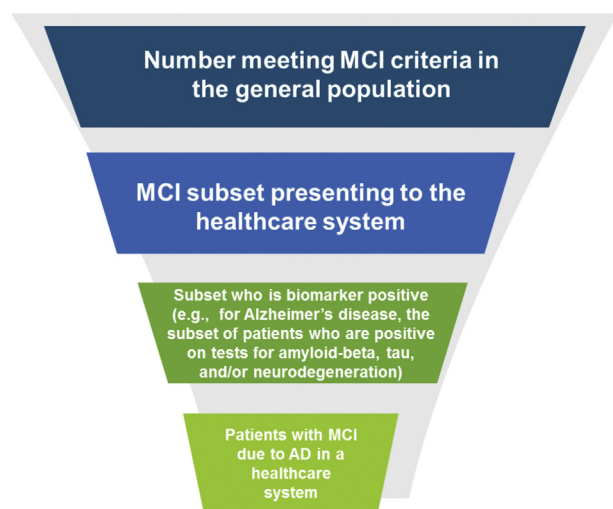 Number meeting MCI criteria in
the general population
MCI subset presenting to the
healthcare system
Subset who is biomarker positive
(e.g., for Alzheimer's disease, the
subset of patients who are positive
on tests for amyloid-beta, tau,
and/or neurodegeneration)
Patients with MCI
due to AD in a
healthcare
system